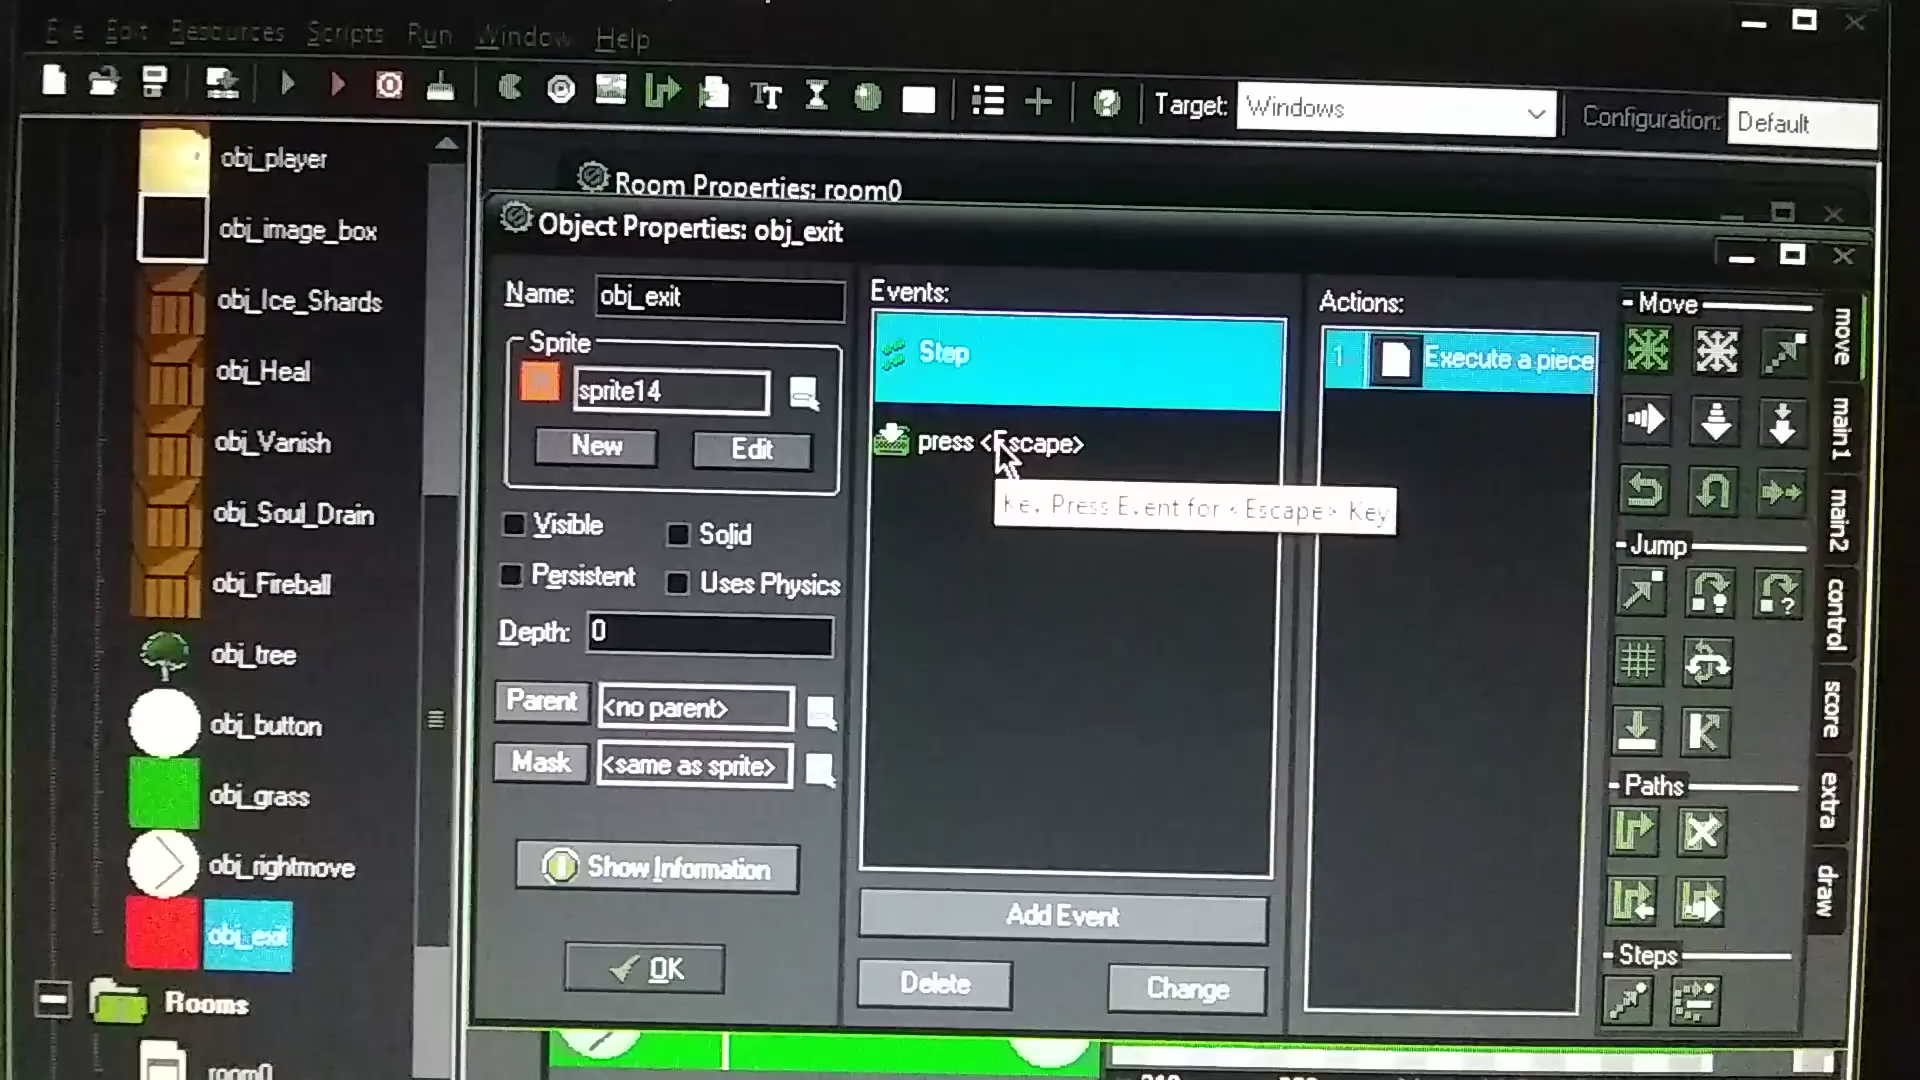 File Edit Resources Scripts Run Window Help
Target: Windows Configuration: Default
obj_player
obj_image_box
obj_Ice_Shards
obj_Heal
obj_Vanish
obj_Soul_Drain
obj_Fireball
obj_tree
obj_button
obj_grass
obj_rightmove
obj_exit
Rooms
room0
Room Properties: room0
Object Properties: obj_exit
Name: obj_exit
Sprite
sprite14
New Edit
Visible Solid
Persistent Uses Physics
Depth: 0
Parent <no parent>
Mask <same as sprite>
Show Information
OK
Events:
Step
press <Escape>
Key Press Event for <Escape> Key
Add Event
Delete Change
Actions:
1 Execute a piece
Move
Jump
Paths
Steps
move
main1
main2
control
score
extra
draw